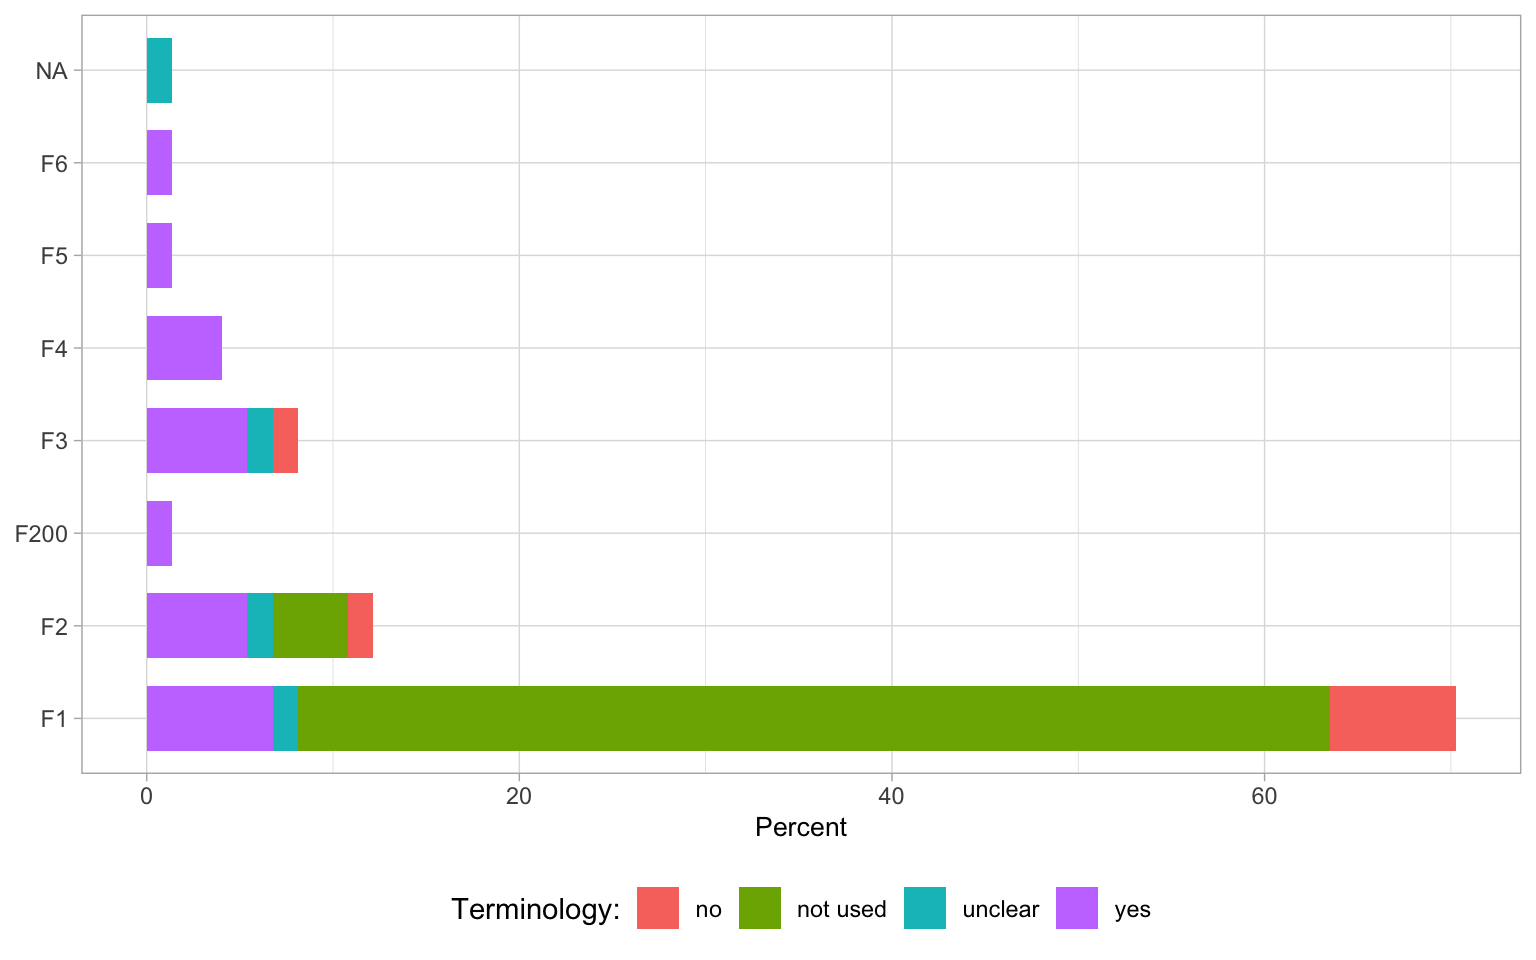 NA
F6
F5
F4
F3
F200
F2
F1
0 20 40 60
Percent
Terminology: no not used unclear yes